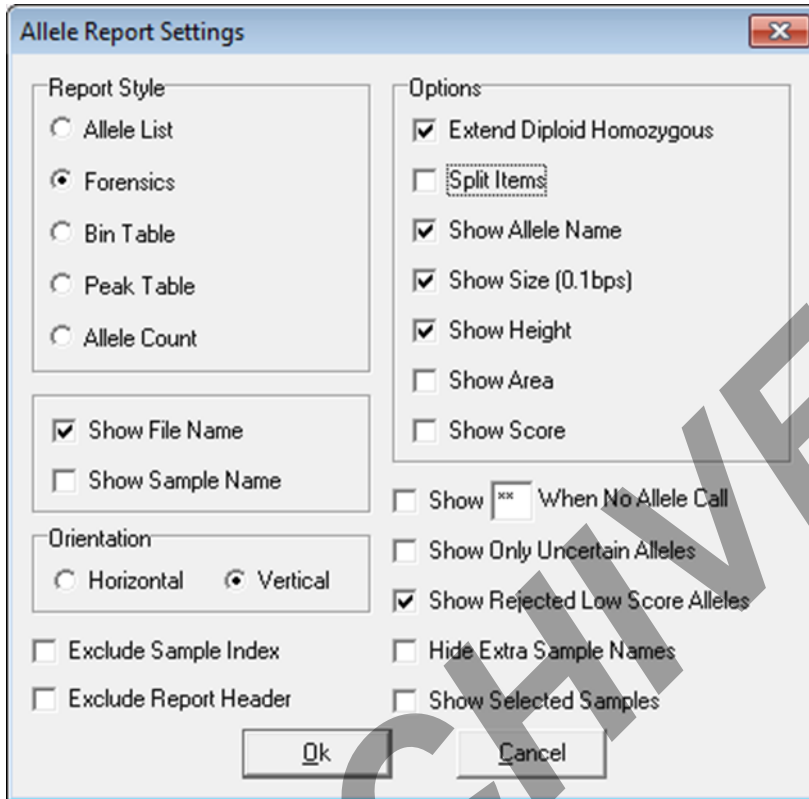 Allele Report Settings
Report Style
Allele List
Forensics
Bin Table
Peak Table
Allele Count
Show File Name
Show Sample Name
Orientation
Horizontal Vertical
Exclude Sample Index
Exclude Report Header
Options
Extend Diploid Homozygous
Split Items
Show Allele Name
Show Size (0.1bps)
Show Height
Show Area
Show Score
Show ** When No Allele Call
Show Only Uncertain Alleles
Show Rejected Low Score Alleles
Hide Extra Sample Names
Show Selected Samples
Ok Cancel
CHIVE